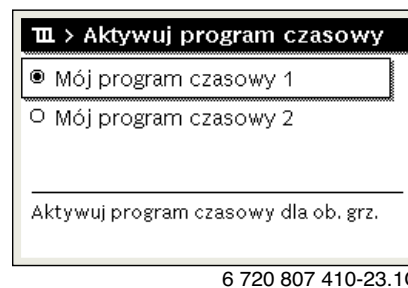 > Aktywuj program czasowy
Mój program czasowy 1
Mój program czasowy 2
Aktywuj program czasowy dla ob. grz.
6 720 807 410-23.1O